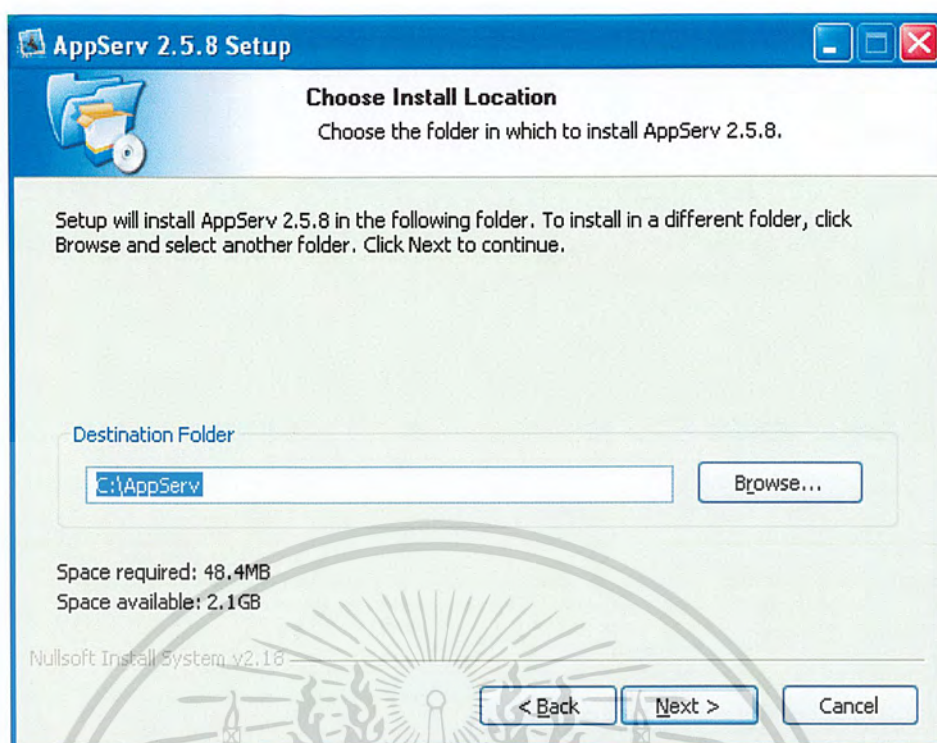 AppServ 2.5.8 Setup
Choose Install Location
Choose the folder in which to install AppServ 2.5.8.
Setup will install AppServ 2.5.8 in the following folder. To install in a different folder, click
Browse and select another folder. Click Next to continue.
Destination Folder
C:\AppServ
Browse...
Space required: 48.4MB
Space available: 2.1GB
Nullsoft Install System v2.18
< Back
Next >
Cancel